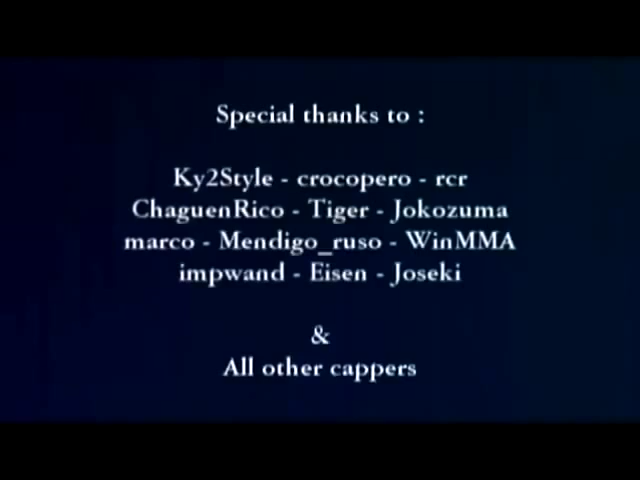 Special thanks to :
Ky2Style - crocopero - rcr
ChaguenRico - Tiger - Jokozuma
marco - Mendigo_ruso - WinMMA
impwand - Eisen - Joseki
&
All other cappers